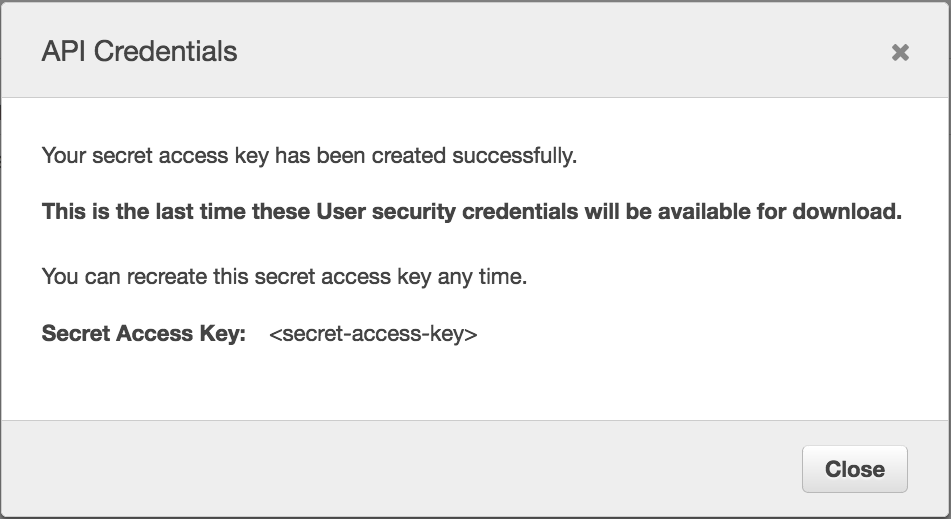 API Credentials
Your secret access key has been created successfully.
This is the last time these User security credentials will be available for download.
You can recreate this secret access key any time.
Secret Access Key: <secret-access-key>
Close